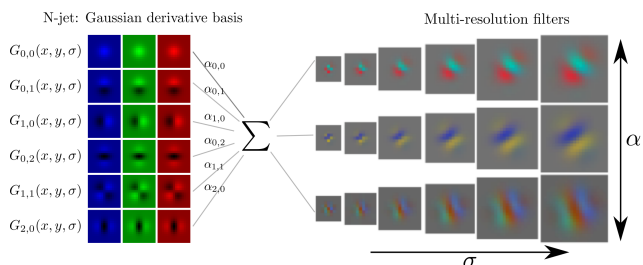 N-jet: Gaussian derivative basis
Multi-resolution filters
G0,0(x, y, σ)
G0,1(x, y, σ)
G1,0(x, y, σ)
G0,2(x, y, σ)
G1,1(x, y, σ)
G2,0(x, y, σ)
α0,0
α0,1
α1,0
α0,2
α1,1
α2,0
∑
α
σ